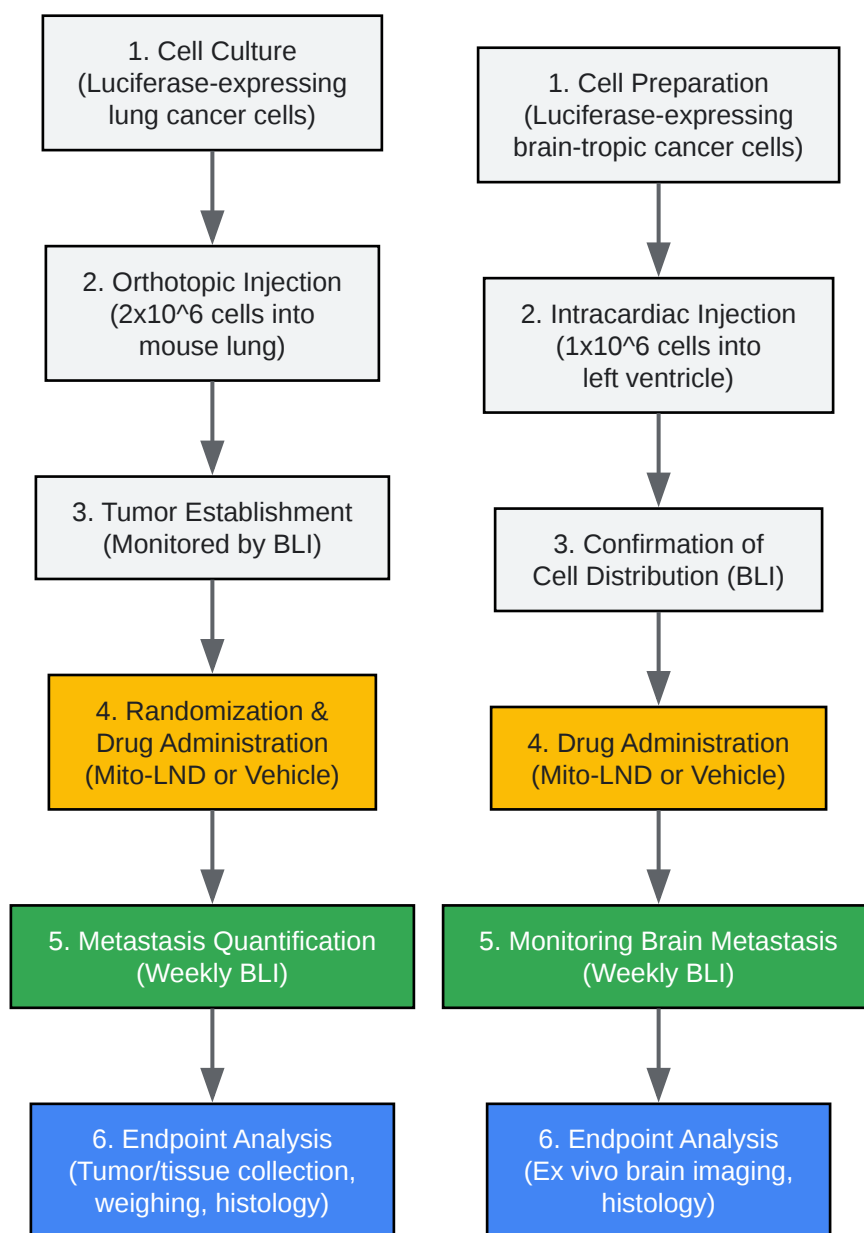 1. Cell Culture
(Luciferase-expressing
lung cancer cells)
2. Orthotopic Injection
(2x10^6 cells into
mouse lung)
3. Tumor Establishment
(Monitored by BLI)
4. Randomization &
Drug Administration
(Mito-LND or Vehicle)
5. Metastasis Quantification
(Weekly BLI)
6. Endpoint Analysis
(Tumor/tissue collection,
weighing, histology)
1. Cell Preparation
(Luciferase-expressing
brain-tropic cancer cells)
2. Intracardiac Injection
(1x10^6 cells into
left ventricle)
3. Confirmation of
Cell Distribution (BLI)
4. Drug Administration
(Mito-LND or Vehicle)
5. Monitoring Brain Metastasis
(Weekly BLI)
6. Endpoint Analysis
(Ex vivo brain imaging,
histology)